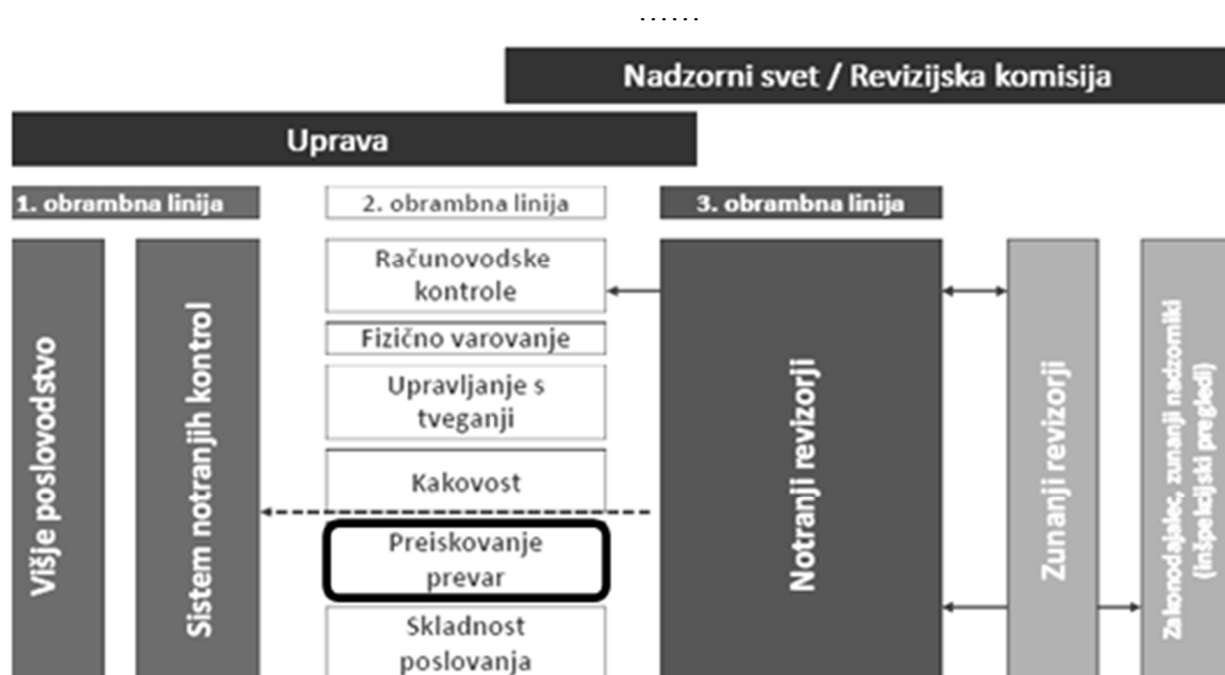 ......
Nadzorni svet / Revizijska komisija
Uprava
1. obrambna linija
2. obrambna linija
3. obrambna linija
Višje poslovodstvo
Sistem notranjih kontrol
Računovodske
kontrole
Fizično varovanje
Upravljanje s
tveganji
Kakovost
Preiskovanje
prevar
Skladnost
poslovanja
Notranji revizorji
Zunanji revizorji
Zakonodajalec, zunanji nadzorniki
(inšpekcijski pregledi)